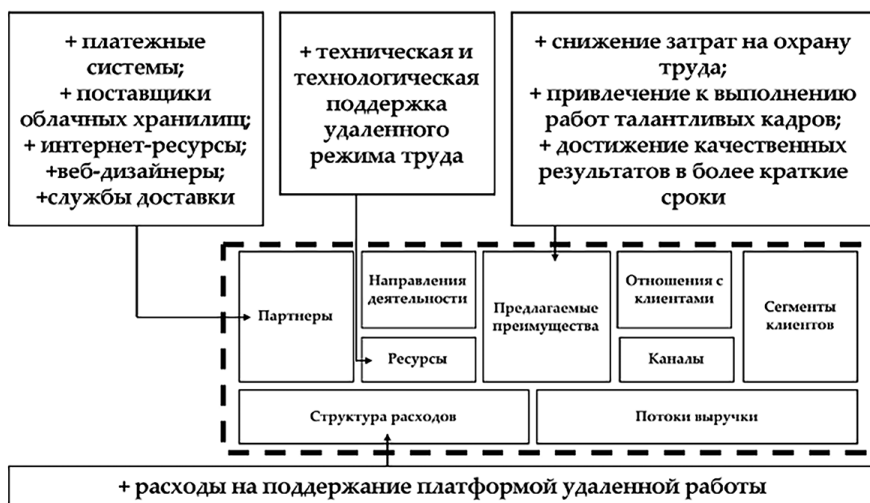 + платежные
системы;
+ поставщики
облачных хранилищ;
+ интернет-ресурсы;
+веб-дизайнеры;
+службы доставки
+ техническая и
технологическая
поддержка
удаленного
режима труда
+ снижение затрат на охрану
труда;
+ привлечение к выполнению
работ талантливых кадров;
+ достижение качественных
результатов в более краткие
сроки
Партнеры
Направления
деятельности
Ресурсы
Предлагаемые
преимущества
Отношения с
клиентами
Каналы
Сегменты
клиентов
Структура расходов
Потоки выручки
+ расходы на поддержание платформой удаленной работы